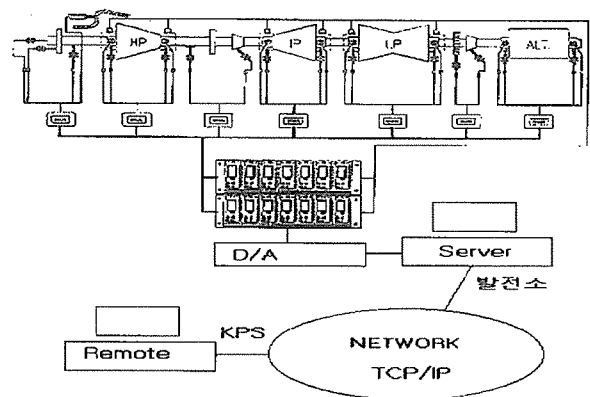 HP
IP
LP
ALT.
D/A
Server
발전소
KPS
Remote
NETWORK
TCP/IP